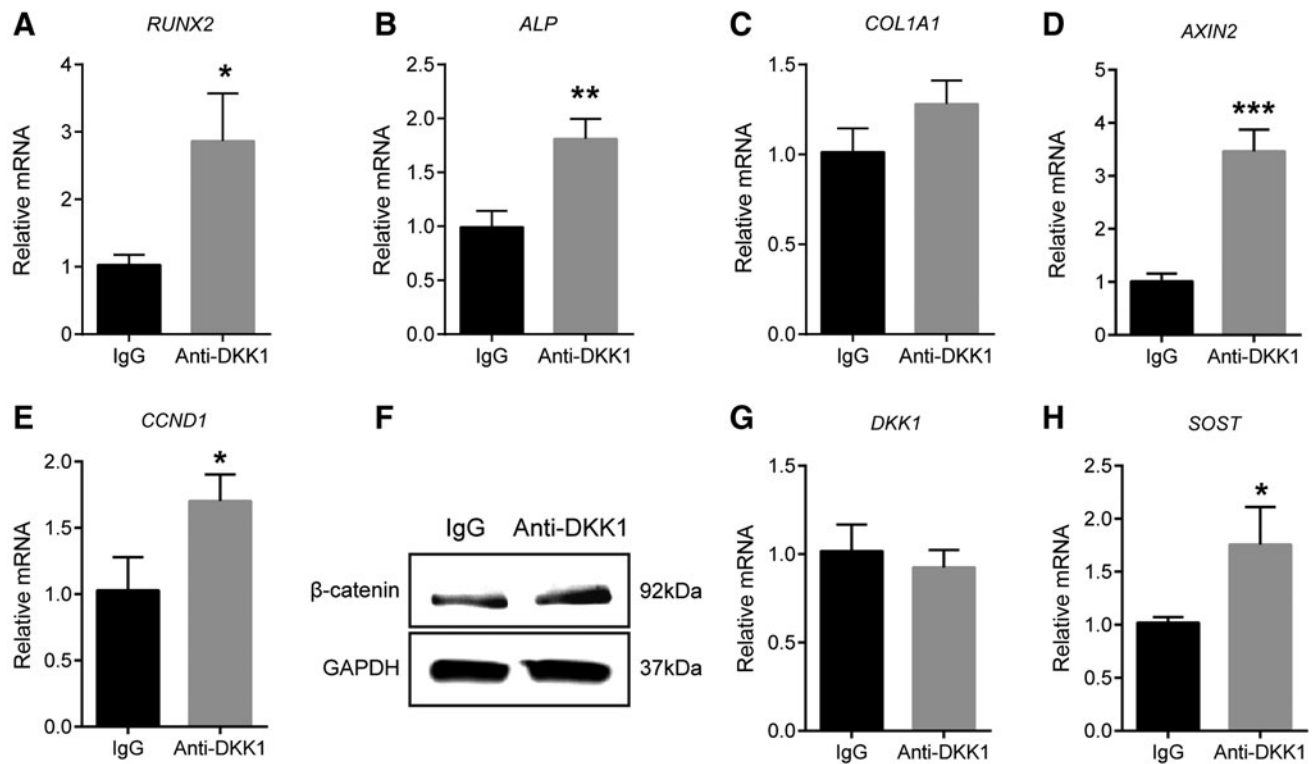 A RUNX2
Relative mRNA
4
3
2
1
0
*
IgG Anti-DKK1
B ALP
Relative mRNA
2.5
2.0
1.5
1.0
0.5
0.0
**
IgG Anti-DKK1
C COL1A1
Relative mRNA
1.5
1.0
0.5
0.0
IgG Anti-DKK1
D AXIN2
Relative mRNA
5
4
3
2
1
0
***
IgG Anti-DKK1
E CCND1
Relative mRNA
2.0
1.5
1.0
0.5
0.0
*
IgG Anti-DKK1
F
IgG Anti-DKK1
β-catenin 92kDa
GAPDH 37kDa
G DKK1
Relative mRNA
1.5
1.0
0.5
0.0
IgG Anti-DKK1
H SOST
Relative mRNA
2.5
2.0
1.5
1.0
0.5
0.0
*
IgG Anti-DKK1